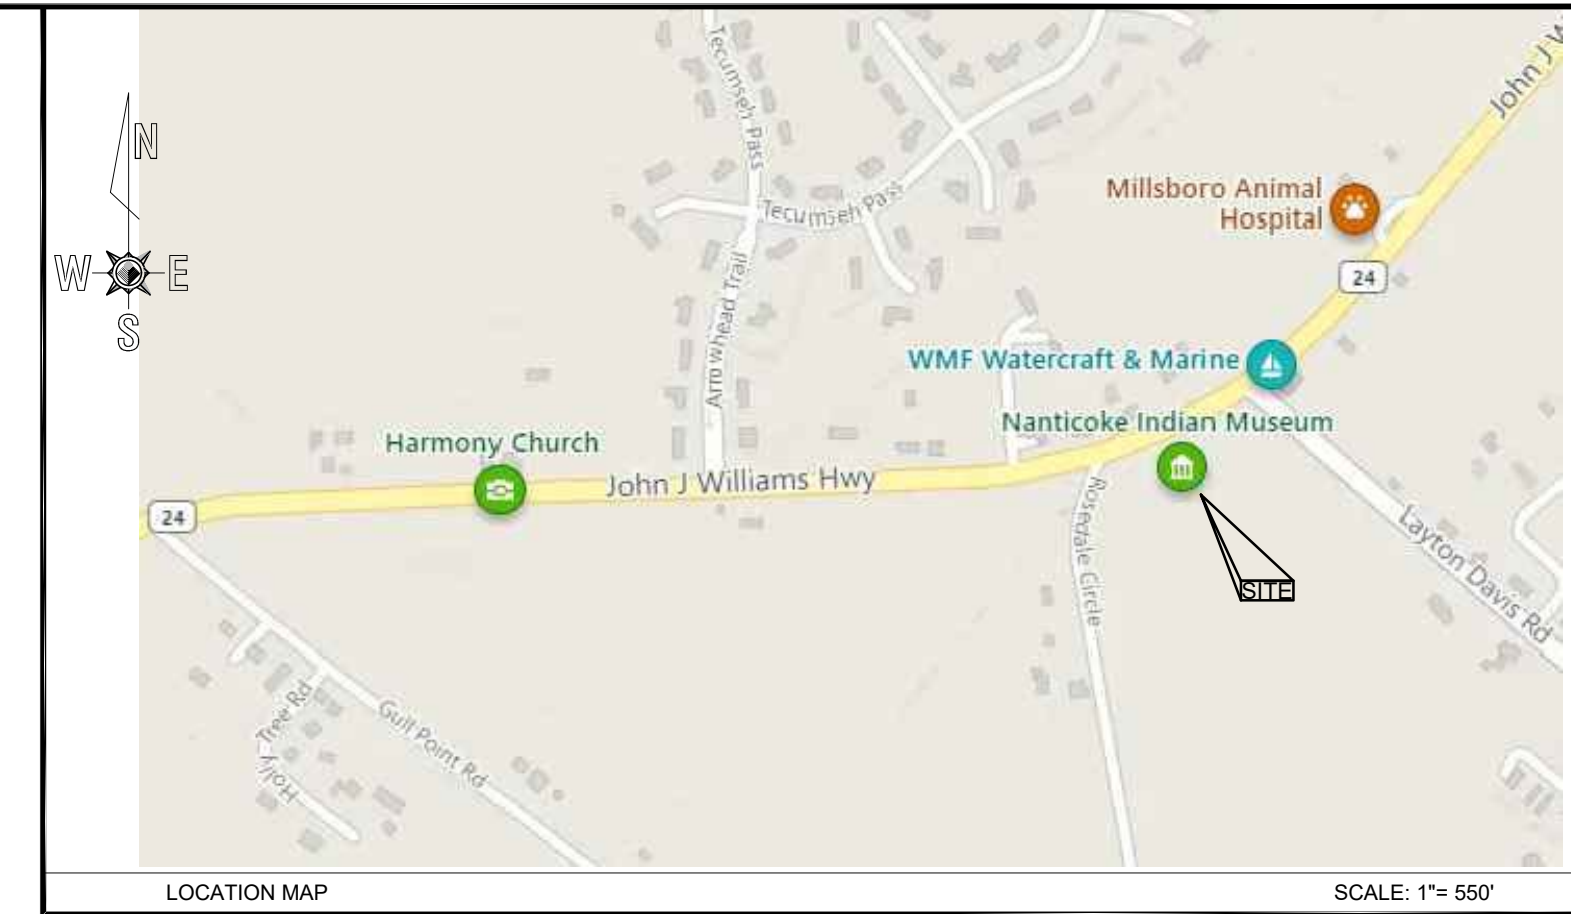 N
W E
S
Tecumseh Pass
John J W
Millsboro Animal
Hospital
Tecumseh Pass
24
Arrowhead Trail
WMF Watercraft & Marine
Nanticoke Indian Museum
Harmony Church
John J Williams Hwy
24
Rosedale Circle
Layton Davis Rd
SITE
Holly Tree Rd
Gull Point Rd
LOCATION MAP
SCALE: 1"= 550'